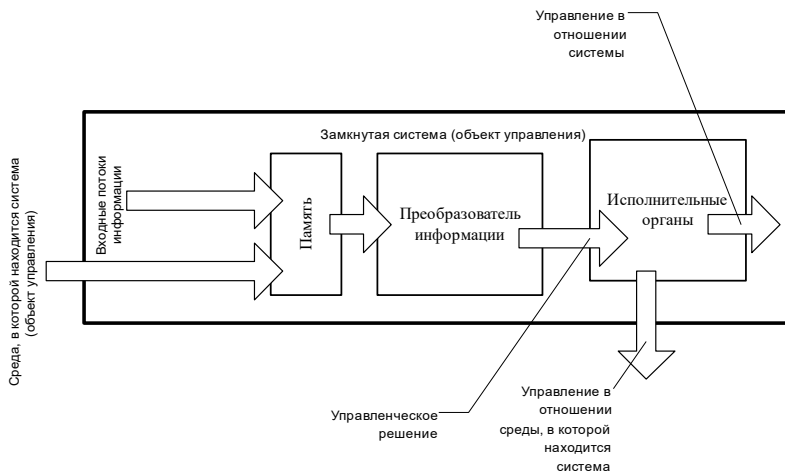 Управление в
отношении
системы
Замкнутая система (объект управления)
Среда, в которой находится система
(объект управления)
Входные потоки
информации
Память
Преобразователь
информации
Исполнительные
органы
Управленческое
решение
Управление в
отношении
среды, в которой
находится
система